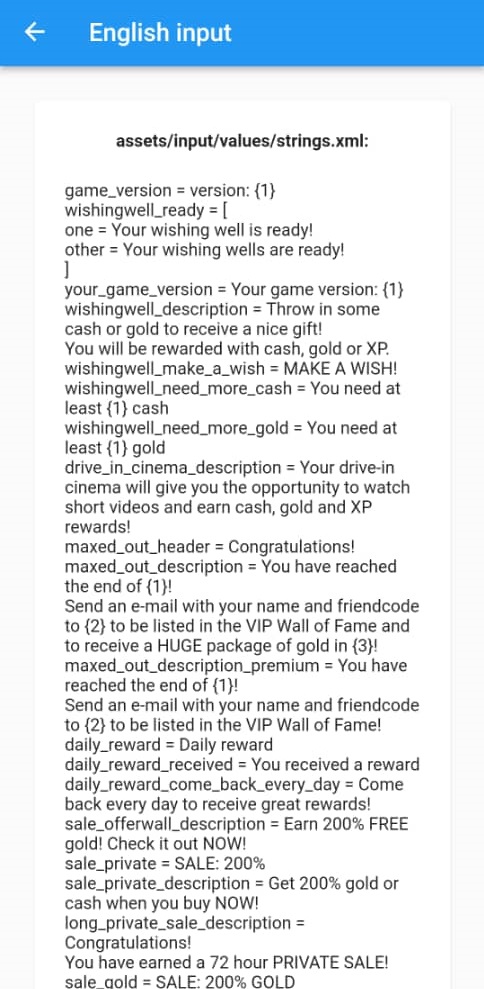 English input
assets/input/values/strings.xml:
game_version = version: {1}
wishingwell_ready = [
one = Your wishing well is ready!
other = Your wishing wells are ready!
]
your_game_version = Your game version: {1}
wishingwell_description = Throw in some
cash or gold to receive a nice gift!
You will be rewarded with cash, gold or XP.
wishingwell_make_a_wish = MAKE A WISH!
wishingwell_need_more_cash = You need at
least {1} cash
wishingwell_need_more_gold = You need at
least {1} gold
drive_in_cinema_description = Your drive-in
cinema will give you the opportunity to watch
short videos and earn cash, gold and XP
rewards!
maxed_out_header = Congratulations!
maxed_out_description = You have reached
the end of {1}!
Send an e-mail with your name and friendcode
to {2} to be listed in the VIP Wall of Fame and
to receive a HUGE package of gold in {3}!
maxed_out_description_premium = You have
reached the end of {1}!
Send an e-mail with your name and friendcode
to {2} to be listed in the VIP Wall of Fame!
daily_reward = Daily reward
daily_reward_received = You received a reward
daily_reward_come_back_every_day = Come
back every day to receive great rewards!
sale_offerwall_description = Earn 200% FREE
gold! Check it out NOW!
sale_private = SALE: 200%
sale_private_description = Get 200% gold or
cash when you buy NOW!
long_private_sale_description =
Congratulations!
You have earned a 72 hour PRIVATE SALE!
sale_gold = SALE: 200% GOLD